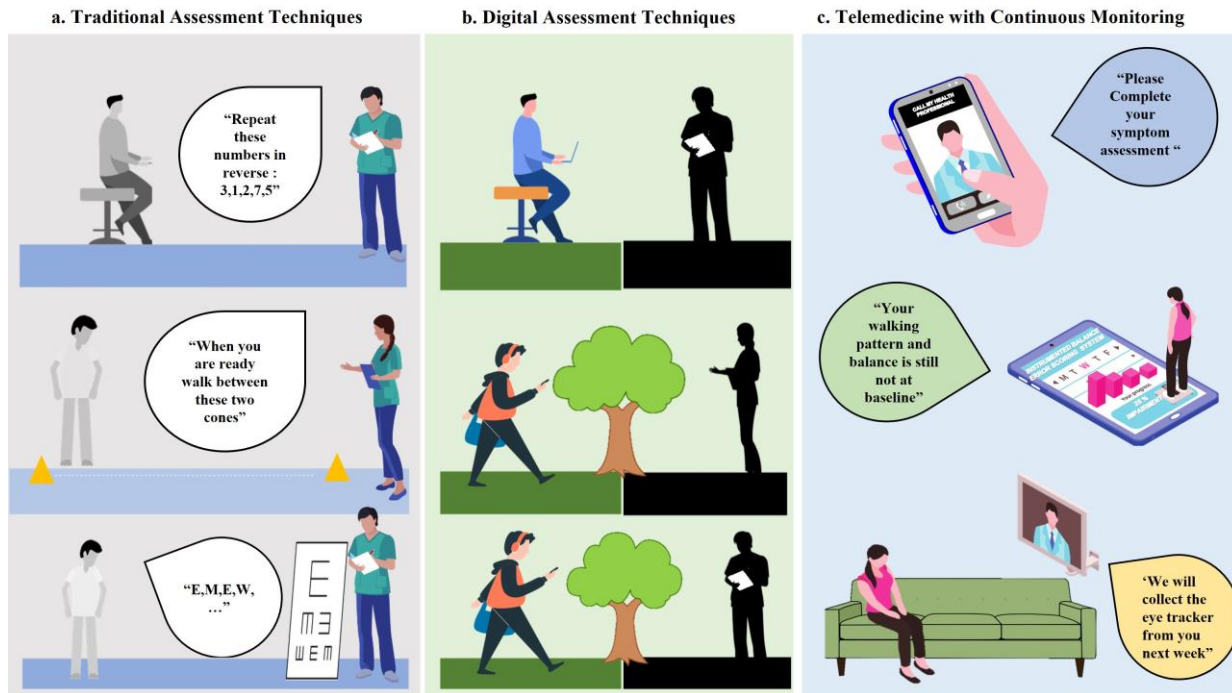 a. Traditional Assessment Techniques
“Repeat
these
numbers in
reverse :
3,1,2,7,5”
“When you
are ready
walk between
these two
cones”
“E,M,E,W,
…”
E
m m
W E M
b. Digital Assessment Techniques
c. Telemedicine with Continuous Monitoring
CALL MY HEALTH
PROFESSIONAL
“Please
Complete
your
symptom
assessment “
“Your
walking
pattern and
balance is still
not at
baseline”
INSTRUMENTED BALANCE
ERROR SCORING SYSTEM
M T W T F
Your progress
IMPAIRMENT
‘We will
collect the
eye tracker
from you
next week”